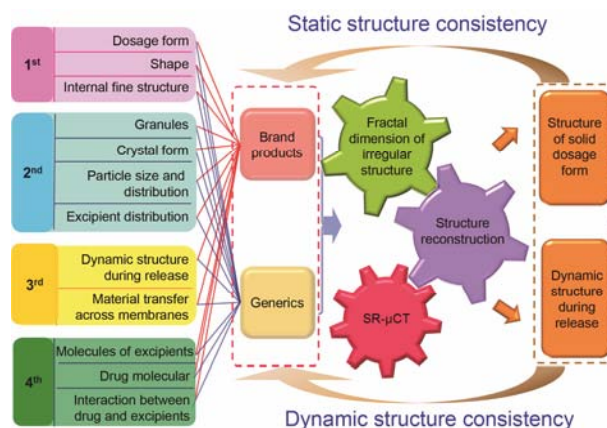 Static structure consistency
1st
Dosage form
Shape
Internal fine structure
2nd
Granules
Crystal form
Particle size and
distribution
Excipient distribution
3rd
Dynamic structure
during release
Material transfer
across membranes
4th
Molecules of excipients
Drug molecular
Interaction between
drug and excipients
Brand
products
Generics
Fractal
dimension of
irregular
structure
Structure
reconstruction
SR-μCT
Structure
of solid
dosage
form
Dynamic
structure
during
release
Dynamic structure consistency